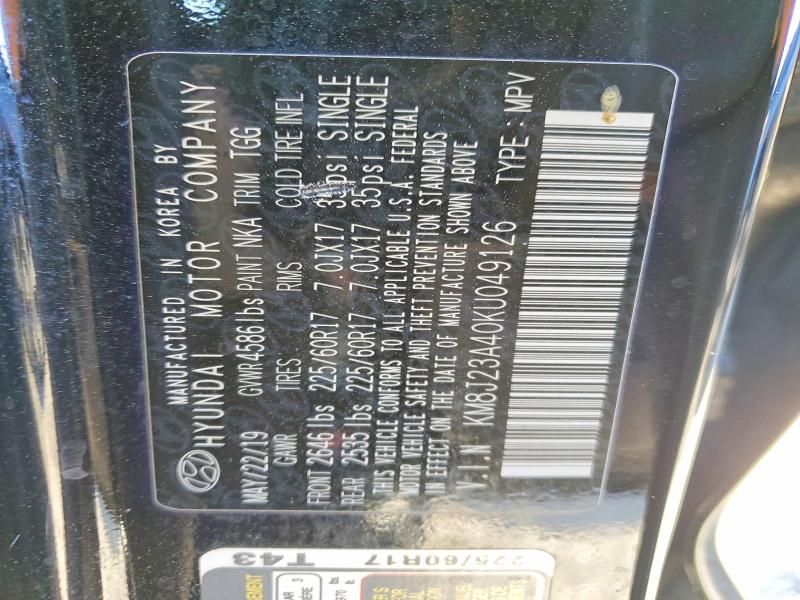 MANUFACTURED IN KOREA BY
HYUNDAI MOTOR COMPANY
MAY/22/19 GVWR 4586 lbs PAINT NKA TRIM TGG
GAWR TIRES RMS COLD TIRE INFL
FRONT 2646 lbs 225/60R17 7.0JX17 psi SINGLE
REAR 2535 lbs 225/60R17 7.0JX17 35psi SINGLE
THIS VEHICLE CONFORMS TO ALL APPLICABLE U.S.A. FEDERAL
MOTOR VEHICLE SAFETY AND THEFT PREVENTION STANDARDS
IN EFFECT ON THE DATE OF MANUFACTURE SHOWN ABOVE
V.I.N KM8J23A40KU049126 TYPE : MPV
225/60R17
T43